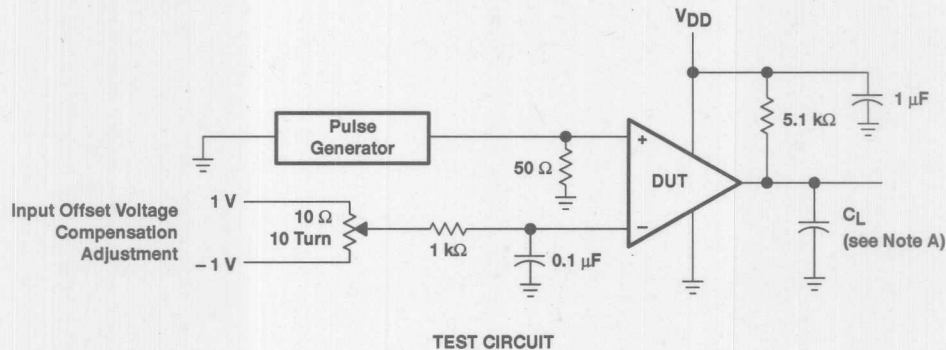 VDD
1 µF
5.1 kΩ
Pulse
Generator
50 Ω
+
DUT
−
Input Offset Voltage
Compensation
Adjustment
1 V
10 Ω
10 Turn
− 1 V
1 kΩ
0.1 µF
CL
(see Note A)
TEST CIRCUIT